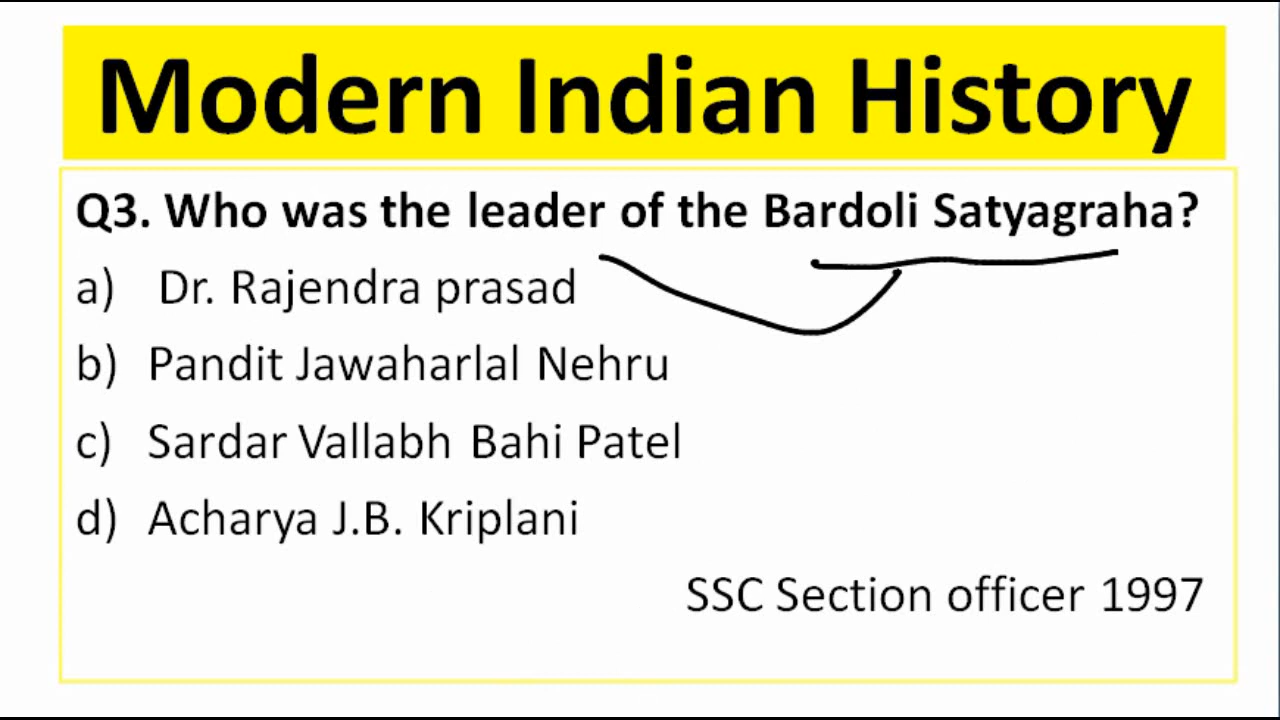 Modern Indian History
Q3. Who was the leader of the Bardoli Satyagraha?
a) Dr. Rajendra prasad
b) Pandit Jawaharlal Nehru
c) Sardar Vallabh Bahi Patel
d) Acharya J.B. Kriplani
SSC Section officer 1997